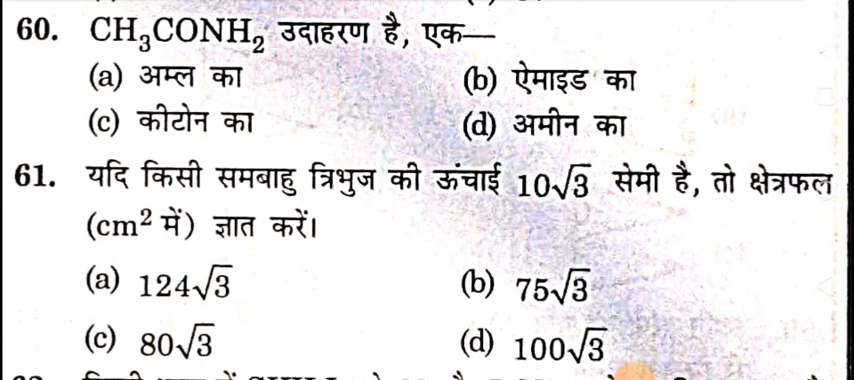 60. CH₃CONH₂ उदाहरण है, एक—
(a) अम्ल का (b) ऐमाइड का
(c) कीटोन का (d) अमीन का
61. यदि किसी समबाहु त्रिभुज की ऊंचाई 10√3 सेमी है, तो क्षेत्रफल
(cm² में) ज्ञात करें।
(a) 124√3 (b) 75√3
(c) 80√3 (d) 100√3